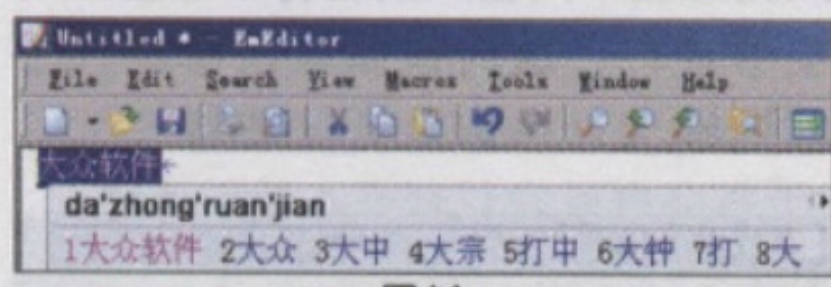 Untitled * - EmEditor
File Edit Search View Macros Tools Window Help
大众软件
da'zhong'ruan'jian
1大众软件 2大众 3大中 4大宗 5打中 6大钟 7打 8大